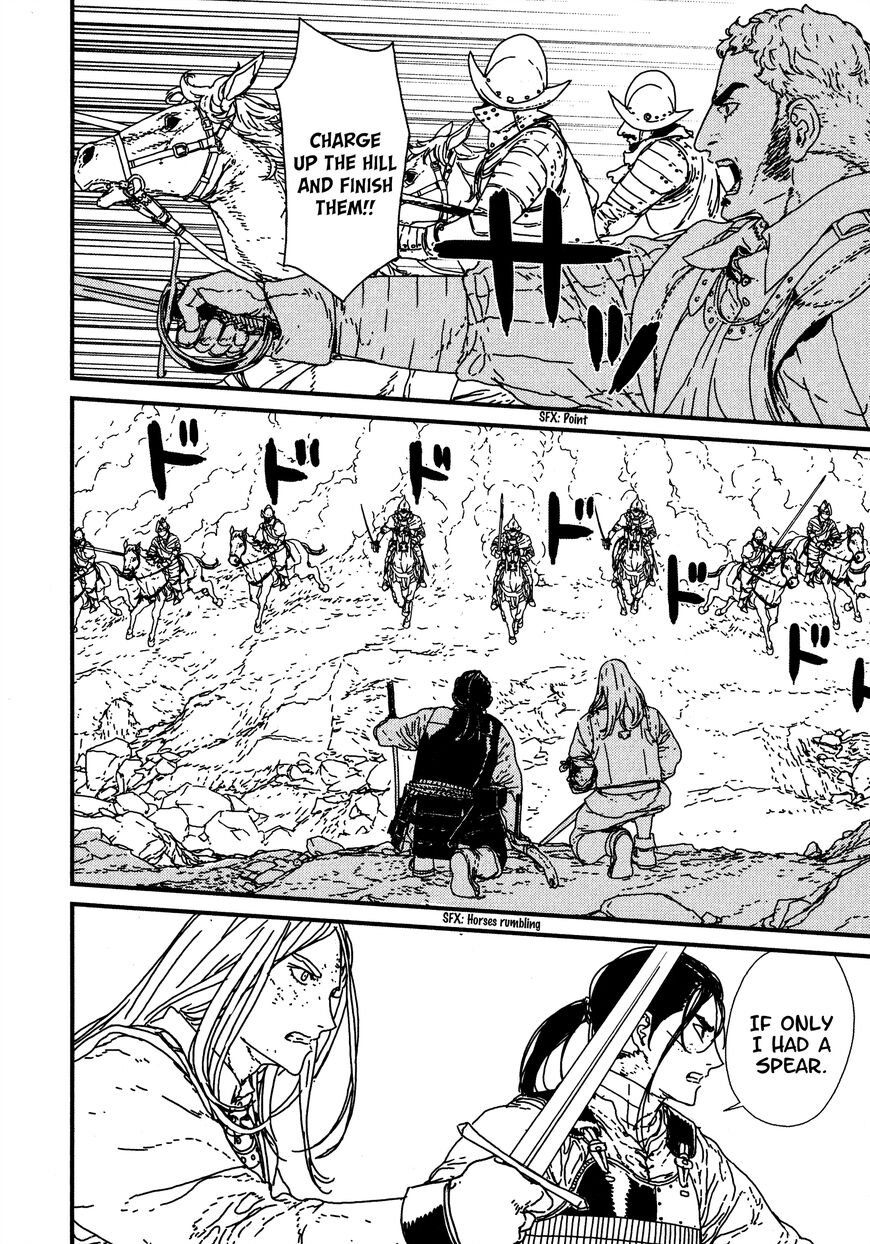 CHARGE
UP THE HILL
AND FINISH
THEM!!
ザ
ッ
SFX: Point
ド
ド
ド
ド
ド
ド
ド
SFX: Horses rumbling
IF ONLY
I HAD A
SPEAR.